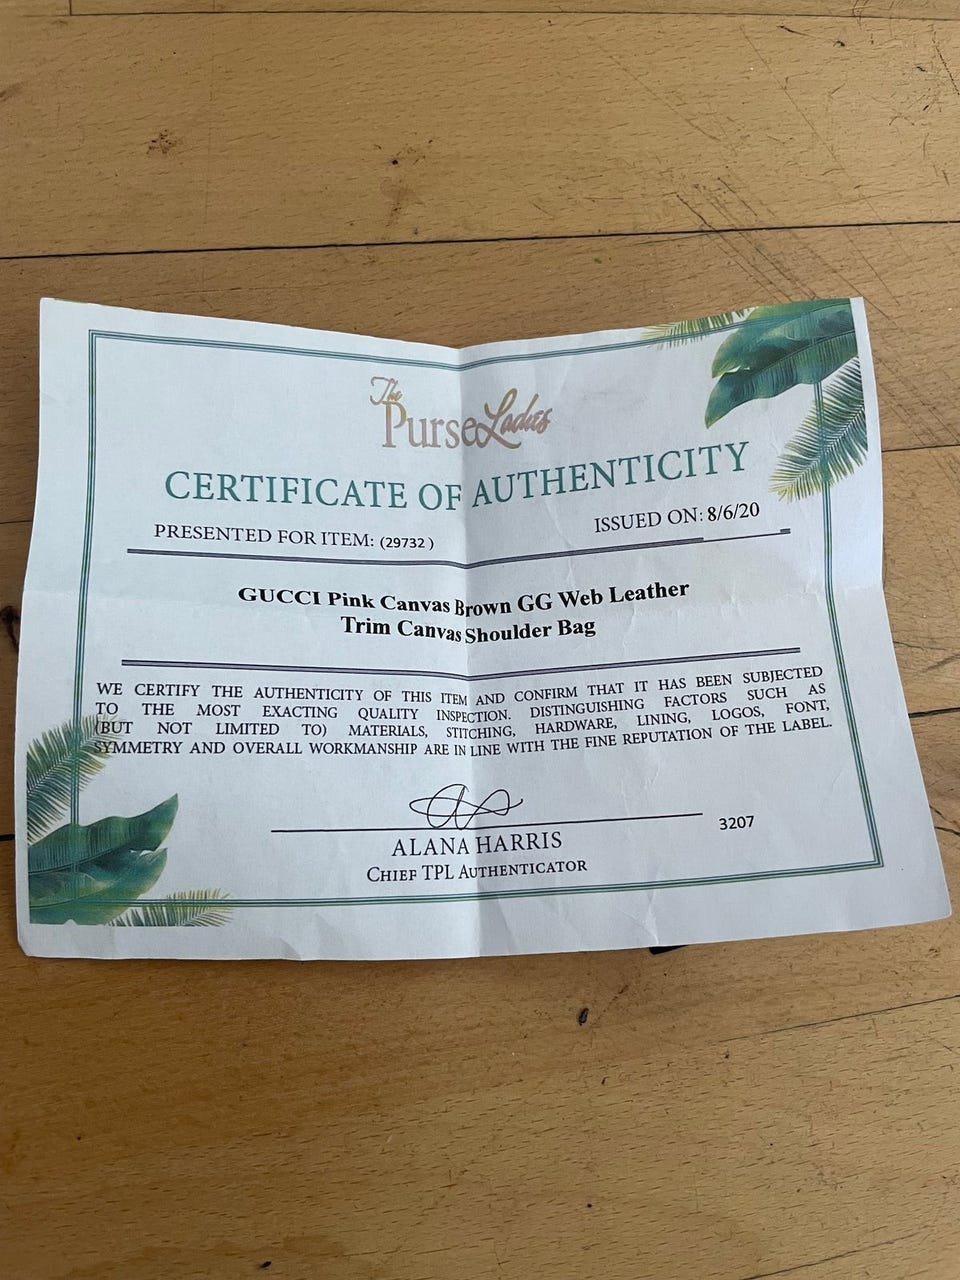 The
PurseLadies
CERTIFICATE OF AUTHENTICITY
PRESENTED FOR ITEM: (29732 )
ISSUED ON: 8/6/20
GUCCI Pink Canvas Brown GG Web Leather
Trim Canvas Shoulder Bag
WE CERTIFY THE AUTHENTICITY OF THIS ITEM AND CONFIRM THAT IT HAS BEEN SUBJECTED
TO THE MOST EXACTING QUALITY INSPECTION. DISTINGUISHING FACTORS SUCH AS
(BUT NOT LIMITED TO) MATERIALS, STITCHING, HARDWARE, LINING, LOGOS, FONT,
SYMMETRY AND OVERALL WORKMANSHIP ARE IN LINE WITH THE FINE REPUTATION OF THE LABEL.
3207
ALANA HARRIS
CHIEF TPL AUTHENTICATOR